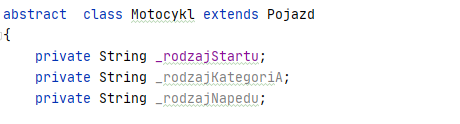 abstract  class Motocykl extends Pojazd
{
    private String _rodzajStartu;
    private String _rodzajKategoriA;
    private String _rodzajNapedu;